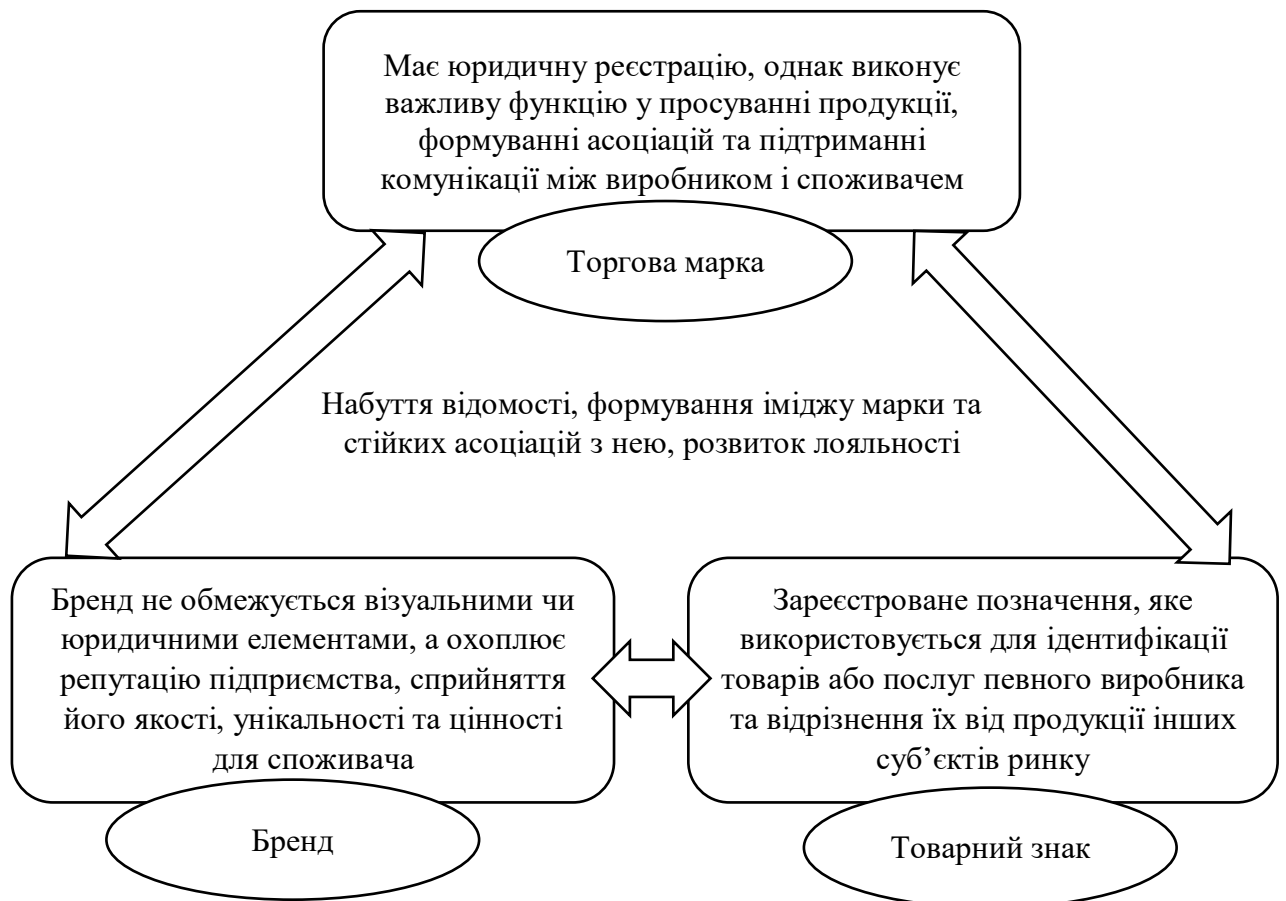 Має юридичну реєстрацію, однак виконує
важливу функцію у просуванні продукції,
формуванні асоціацій та підтриманні
комунікації між виробником і споживачем
Торгова марка
Набуття відомості, формування іміджу марки та
стійких асоціацій з нею, розвиток лояльності
Бренд не обмежується візуальними чи
юридичними елементами, а охоплює
репутацію підприємства, сприйняття
його якості, унікальності та цінності
для споживача
Бренд
Зареєстроване позначення, яке
використовується для ідентифікації
товарів або послуг певного виробника
та відрізнення їх від продукції інших
суб’єктів ринку
Товарний знак